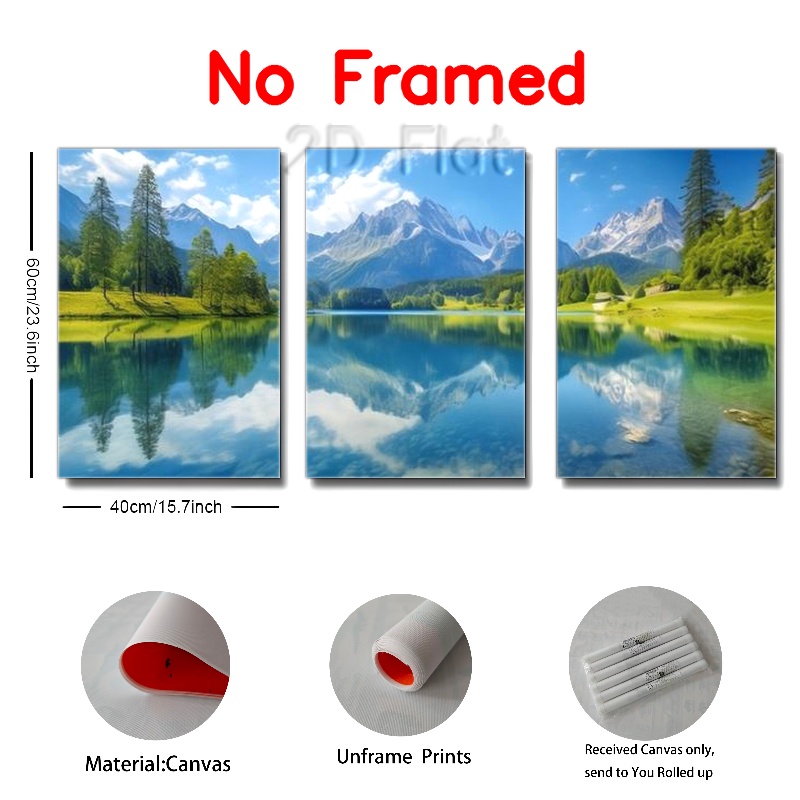 No Framed
2D Flat
60cm/23.6inch
40cm/15.7inch
Material:Canvas
Unframe Prints
Received Canvas only,
send to You Rolled up